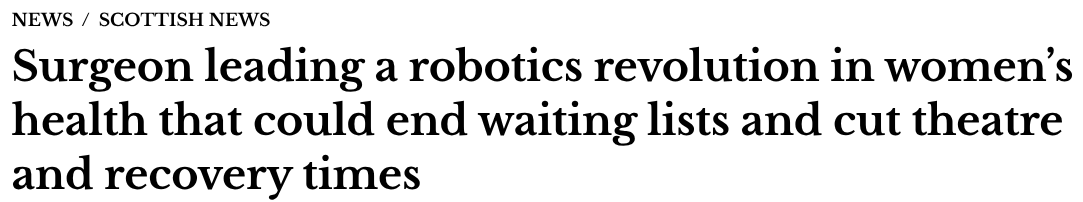 NEWS / SCOTTISH NEWS
Surgeon leading a robotics revolution in women’s
health that could end waiting lists and cut theatre
and recovery times